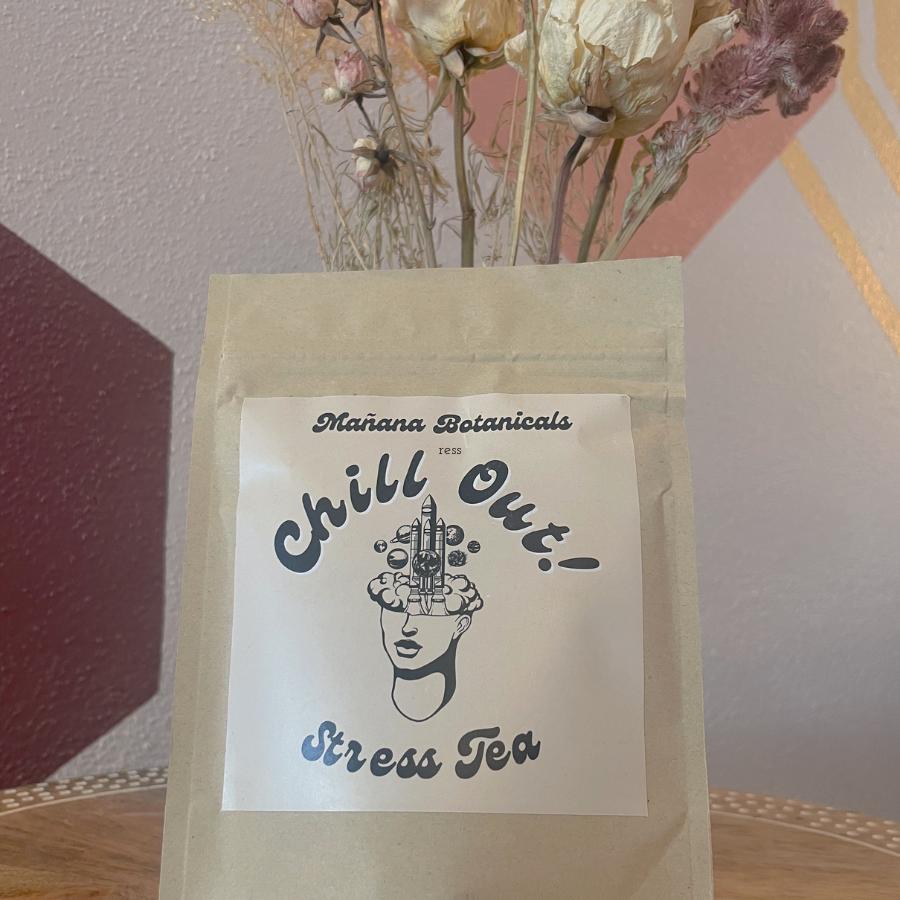 Mañana Botanicals
ress
Chill Out!
Stress Tea